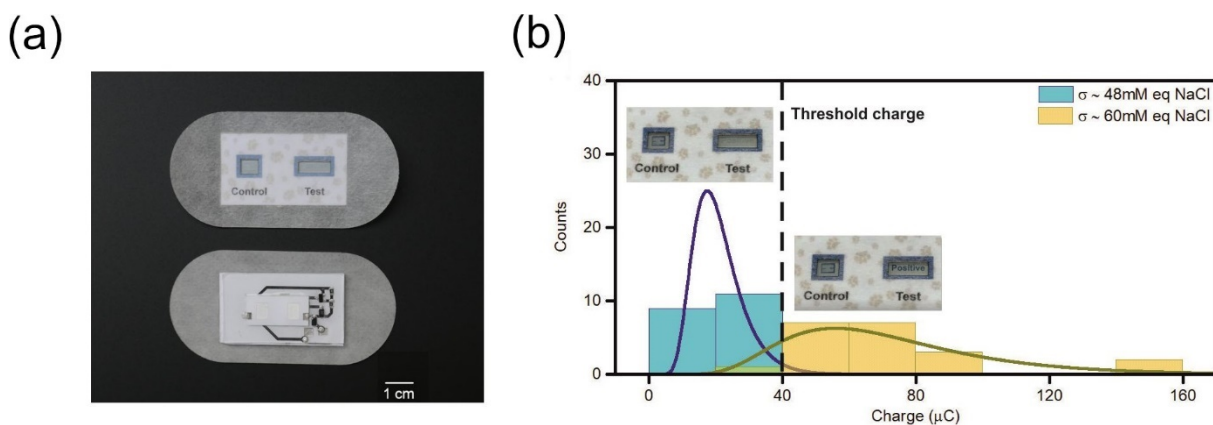 (a)
Control Test
1 cm
(b)
40
30
20
10
0
Counts
0 40 80 120 160
Charge (μC)
Threshold charge
σ ~ 48mM eq NaCl
σ ~ 60mM eq NaCl
Control Test
Positive
Control Test